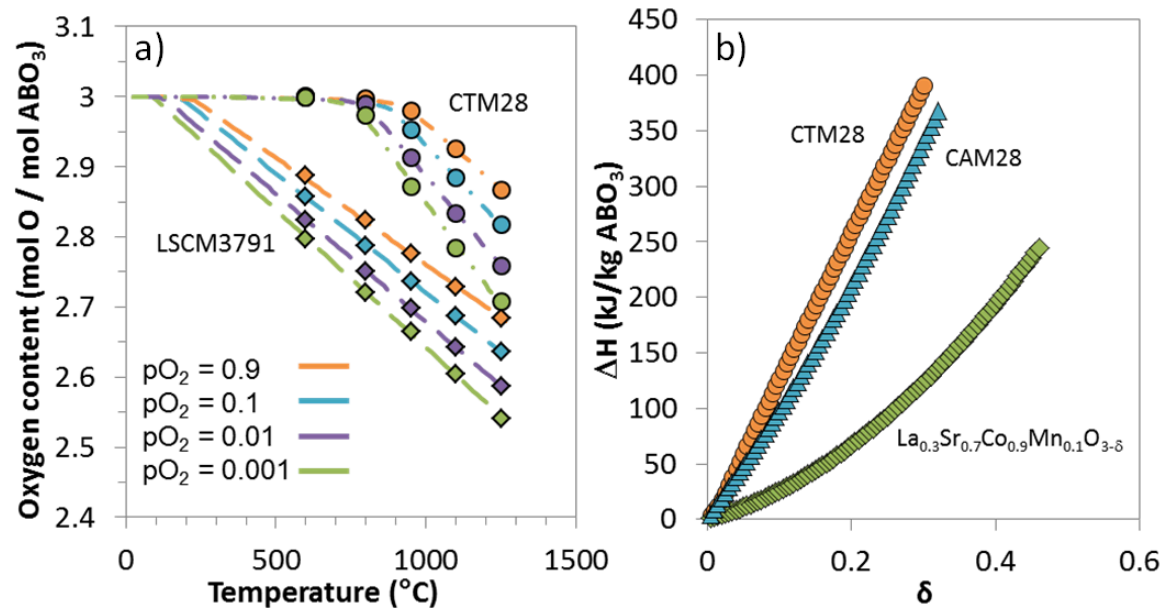 a)
Oxygen content (mol O / mol ABO₃)
3.1
3
2.9
2.8
2.7
2.6
2.5
2.4
CTM28
LSCM3791
pO₂ = 0.9
pO₂ = 0.1
pO₂ = 0.01
pO₂ = 0.001
0
500
1000
1500
Temperature (°C)
b)
ΔH (kJ/kg ABO₃)
450
400
350
300
250
200
150
100
50
0
CTM28
CAM28
La₀.₃Sr₀.₇Co₀.₉Mn₀.₁O₃₋δ
0
0.2
0.4
0.6
δ